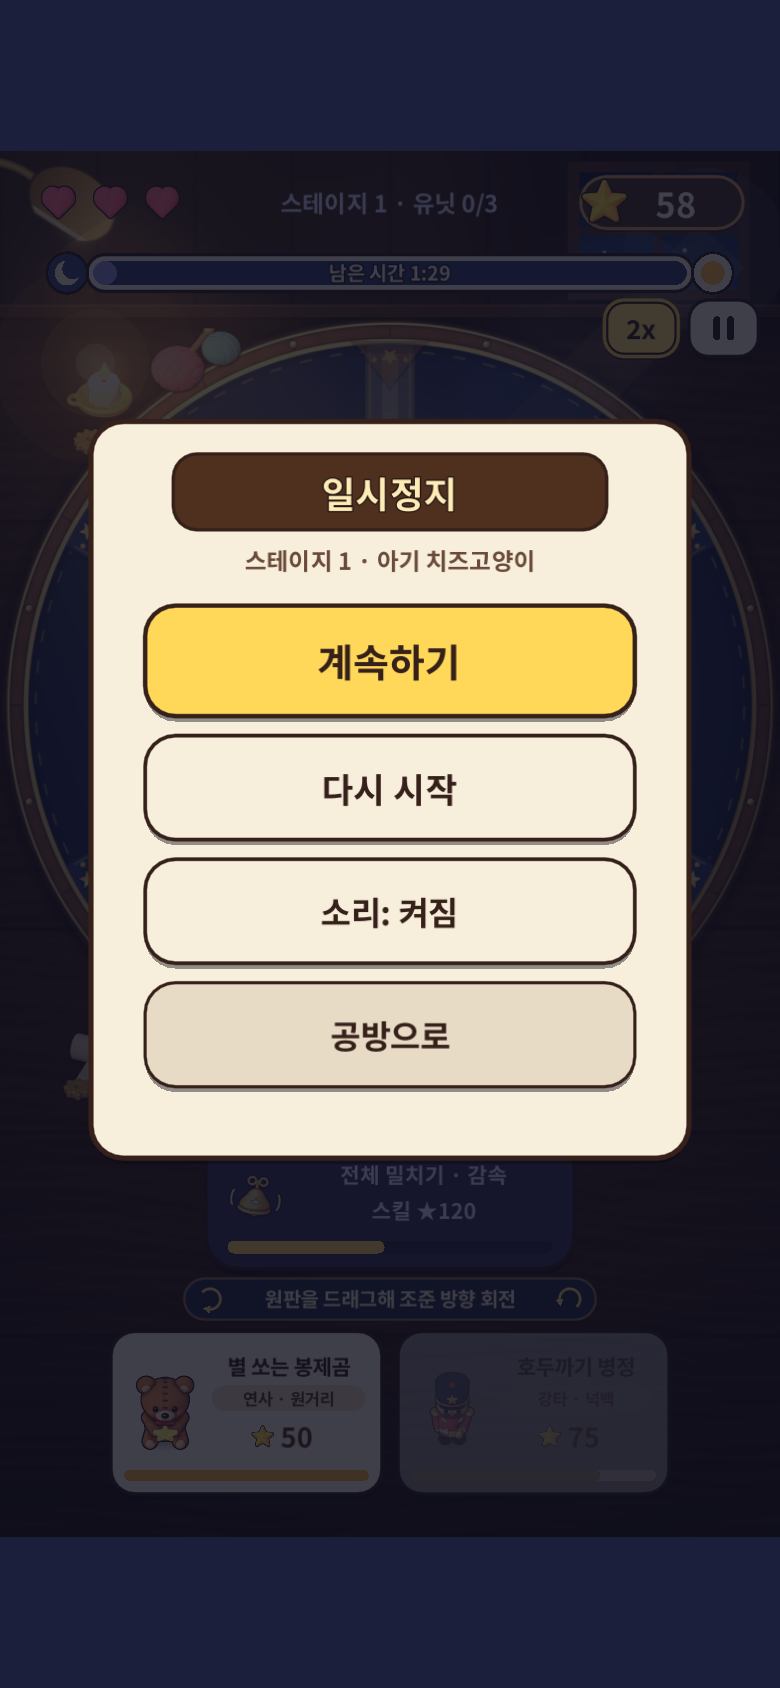 스테이지 1 · 유닛 0/3
58
남은 시간 1:29
2x
일시정지
스테이지 1 · 아기 치즈고양이
계속하기
다시 시작
소리: 켜짐
공방으로
전체 밀치기 · 감속
스킬 ★120
원판을 드래그해 조준 방향 회전
별 쏘는 봉제곰
연사 · 원거리
50
호두까기 병정
강타 · 넉백
75